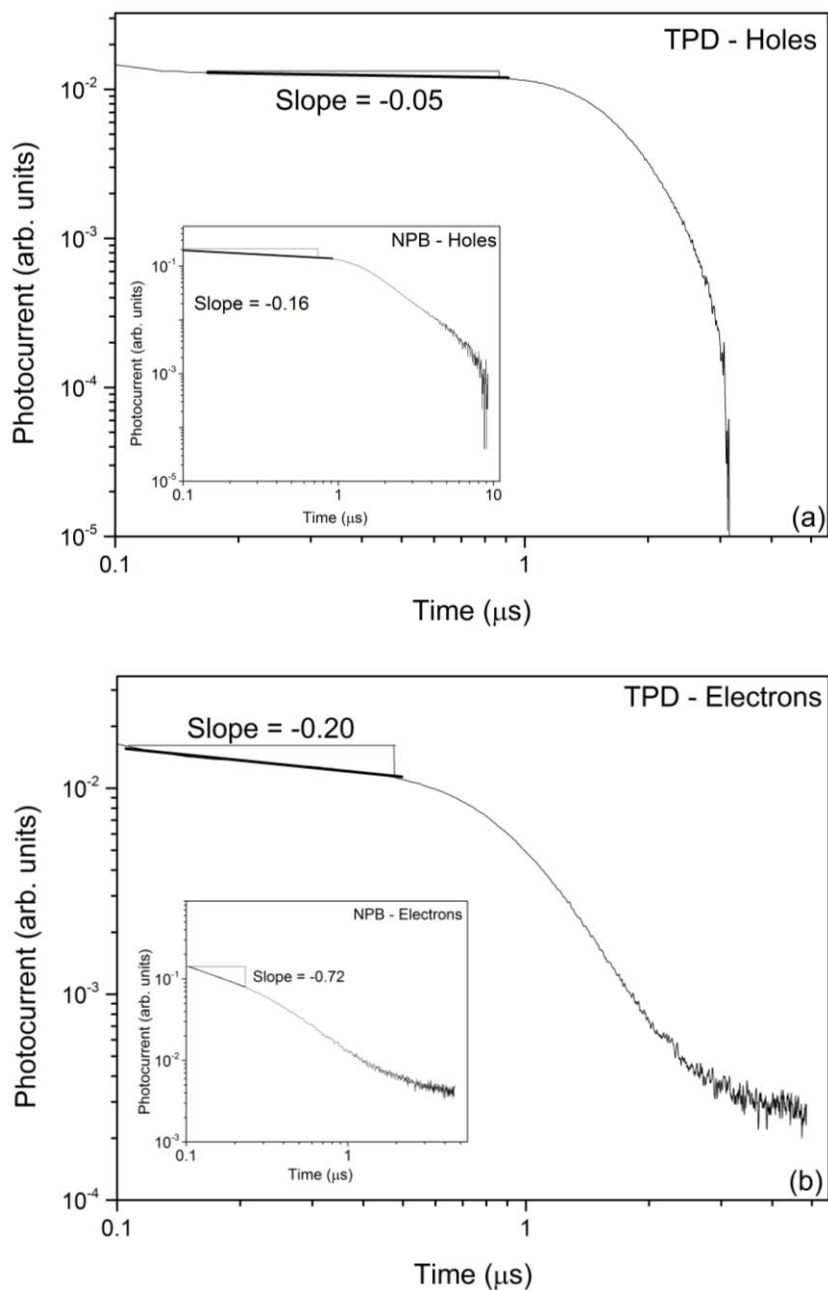 TPD - Holes
10⁻²
Slope = -0.05
Photocurrent (arb. units)
10⁻³
10⁻⁴
10⁻⁵
NPB - Holes
10⁻¹
Slope = -0.16
Photocurrent (arb. units)
10⁻³
10⁻⁵
0.1
1
10
Time (μs)
(a)
0.1
1
Time (μs)
TPD - Electrons
Slope = -0.20
10⁻²
Photocurrent (arb. units)
10⁻³
10⁻⁴
NPB - Electrons
10⁻¹
Slope = -0.72
Photocurrent (arb. units)
10⁻²
10⁻³
0.1
1
Time (μs)
(b)
0.1
1
Time (μs)